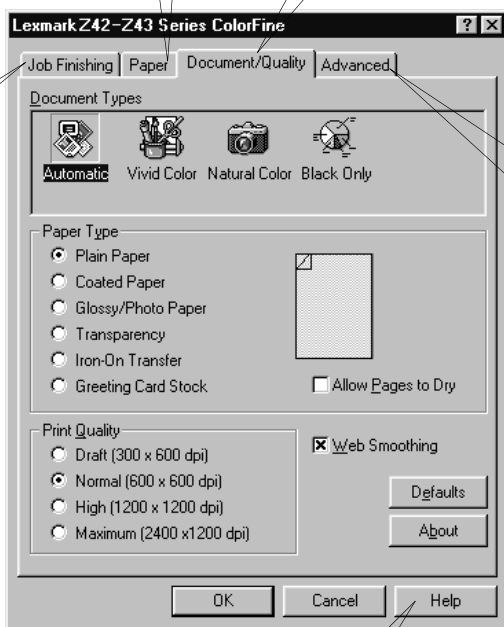 Lexmark Z42-Z43 Series ColorFine
Job Finishing Paper Document/Quality Advanced
Document Types
Automatic Vivid Color Natural Color Black Only
Paper Type
Plain Paper
Coated Paper
Glossy/Photo Paper
Transparency
Iron-On Transfer
Greeting Card Stock
Allow Pages to Dry
Print Quality
Draft (300 x 600 dpi)
Normal (600 x 600 dpi)
High (1200 x 1200 dpi)
Maximum (2400 x1200 dpi)
Web Smoothing
Defaults
About
OK Cancel Help